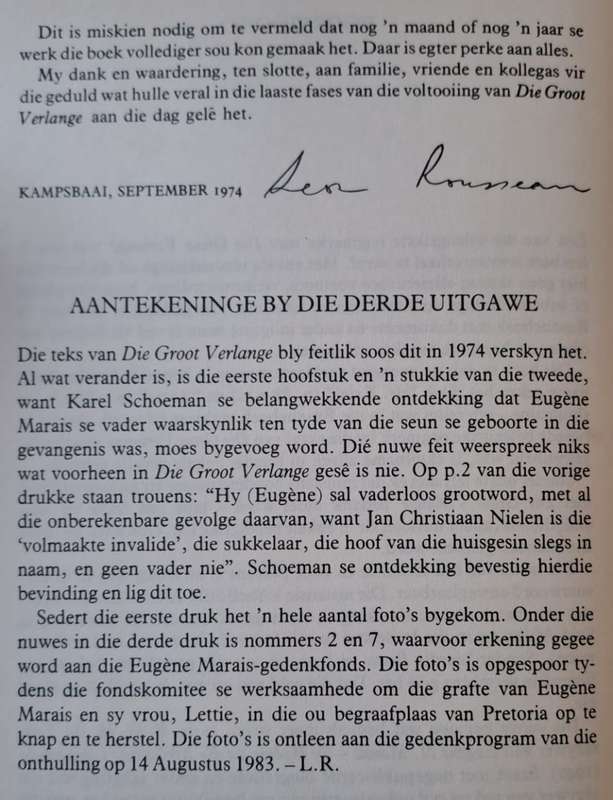 Dit is miskien nodig om te vermeld dat nog 'n maand of nog 'n jaar se
werk die boek vollediger sou kon gemaak het. Daar is egter perke aan alles.
My dank en waardering, ten slotte, aan familie, vriende en kollegas vir
die geduld wat hulle veral in die laaste fases van die voltooiing van Die Groot
Verlange aan die dag gelê het.
KAMPSBAAI, SEPTEMBER 1974 Leon Rousseau
AANTEKENINGE BY DIE DERDE UITGAWE
Die teks van Die Groot Verlange bly feitlik soos dit in 1974 verskyn het.
Al wat verander is, is die eerste hoofstuk en 'n stukkie van die tweede,
want Karel Schoeman se belangwekkende ontdekking dat Eugène
Marais se vader waarskynlik ten tyde van die seun se geboorte in die
gevangenis was, moes bygevoeg word. Dié nuwe feit weerspreek niks
wat voorheen in Die Groot Verlange gesê is nie. Op p.2 van die vorige
drukke staan trouens: “Hy (Eugène) sal vaderloos grootword, met al
die onberekenbare gevolge daarvan, want Jan Christiaan Nielen is die
‘volmaakte invalide’, die sukkelaar, die hoof van die huisgesin slegs in
naam, en geen vader nie”. Schoeman se ontdekking bevestig hierdie
bevinding en lig dit toe.
Sedert die eerste druk het 'n hele aantal foto's bygekom. Onder die
nuwes in die derde druk is nommers 2 en 7, waarvoor erkening gegee
word aan die Eugène Marais-gedenkfonds. Die foto's is opgespoor ty-
dens die fondskomitee se werksaamhede om die grafte van Eugène
Marais en sy vrou, Lettie, in die ou begraafplaas van Pretoria op te
knap en te herstel. Die foto's is ontleen aan die gedenkprogram van die
onthulling op 14 Augustus 1983. – L.R.